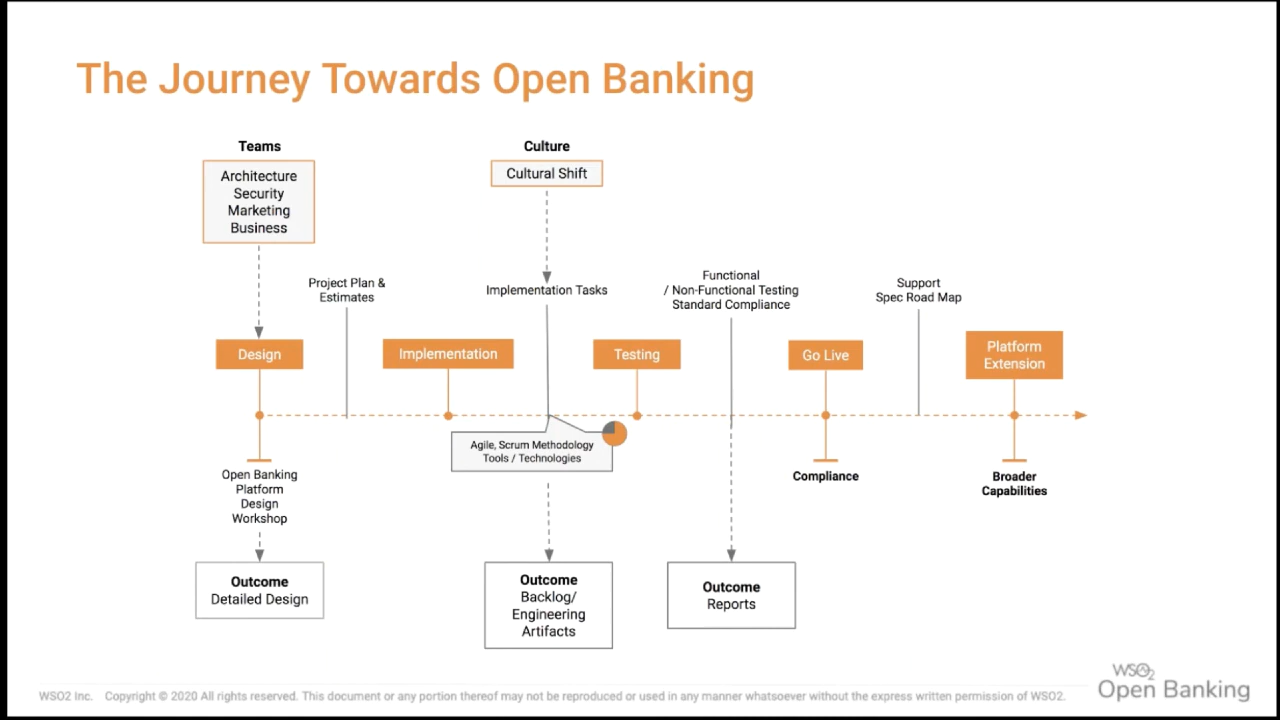 The Journey Towards Open Banking
Teams
Architecture
Security
Marketing
Business
Culture
Cultural Shift
Project Plan &
Estimates
Implementation Tasks
Functional
/ Non-Functional Testing
Standard Compliance
Support
Spec Road Map
Design
Implementation
Testing
Go Live
Platform
Extension
Agile, Scrum Methodology
Tools / Technologies
Open Banking
Platform
Design
Workshop
Compliance
Broader
Capabilities
Outcome
Detailed Design
Outcome
Backlog/
Engineering
Artifacts
Outcome
Reports
WSO2 Inc. Copyright © 2020 All rights reserved. This document or any portion thereof may not be reproduced or used in any manner whatsoever without the express written permission of WSO2.
WSO2
Open Banking